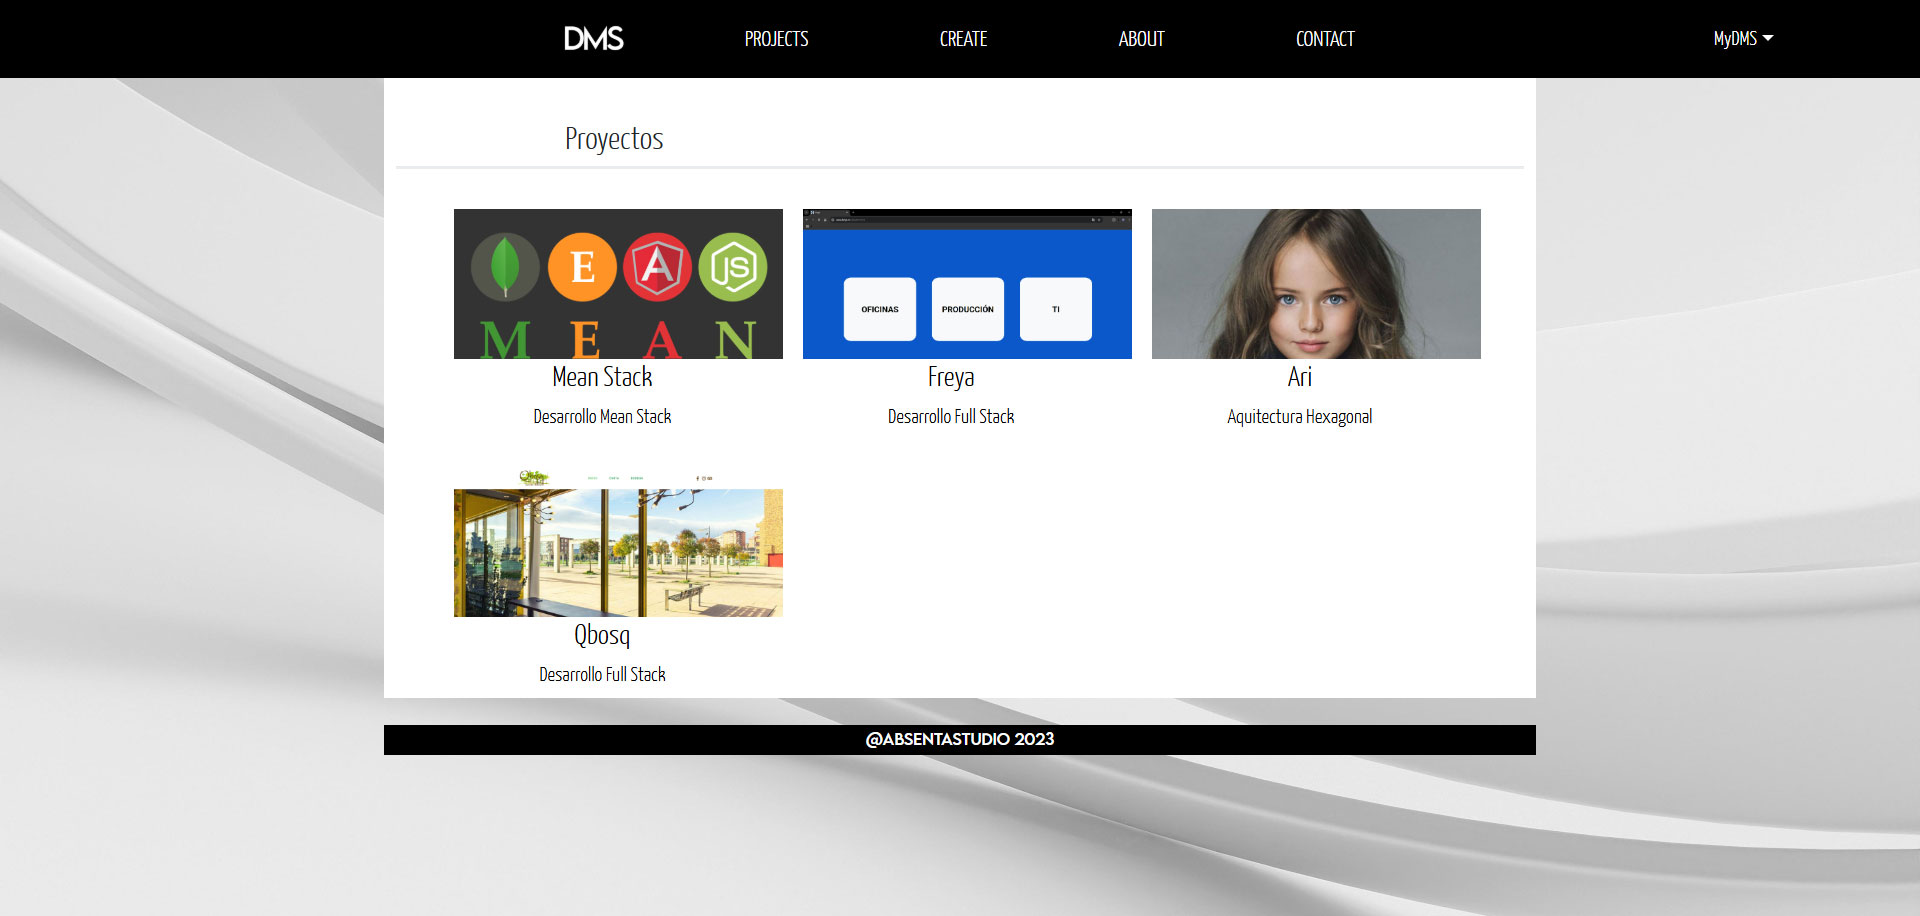 DMS PROJECTS CREATE ABOUT CONTACT MyDMS
Proyectos
E JS
M E A N
OFICINAS PRODUCCIÓN TI
Mean Stack Freya Ari
Desarrollo Mean Stack Desarrollo Full Stack Aquitectura Hexagonal
Qbosq
Desarrollo Full Stack
@ABSENTASTUDIO 2023